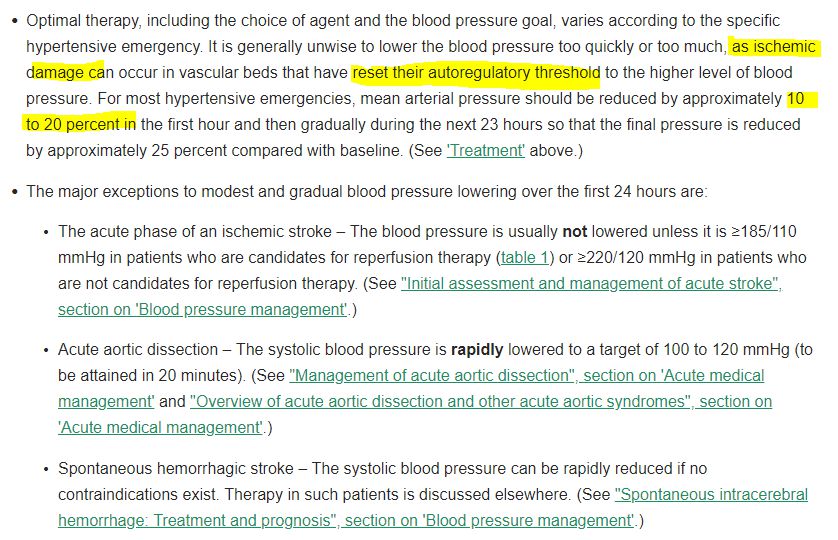 • Optimal therapy, including the choice of agent and the blood pressure goal, varies according to the specific
hypertensive emergency. It is generally unwise to lower the blood pressure too quickly or too much, as ischemic
damage can occur in vascular beds that have reset their autoregulatory threshold to the higher level of blood
pressure. For most hypertensive emergencies, mean arterial pressure should be reduced by approximately 10
to 20 percent in the first hour and then gradually during the next 23 hours so that the final pressure is reduced
by approximately 25 percent compared with baseline. (See 'Treatment' above.)
• The major exceptions to modest and gradual blood pressure lowering over the first 24 hours are:
• The acute phase of an ischemic stroke – The blood pressure is usually not lowered unless it is ≥185/110
mmHg in patients who are candidates for reperfusion therapy (table 1) or ≥220/120 mmHg in patients who
are not candidates for reperfusion therapy. (See "Initial assessment and management of acute stroke",
section on 'Blood pressure management'.)
• Acute aortic dissection – The systolic blood pressure is rapidly lowered to a target of 100 to 120 mmHg (to
be attained in 20 minutes). (See "Management of acute aortic dissection", section on 'Acute medical
management' and "Overview of acute aortic dissection and other acute aortic syndromes", section on
'Acute medical management'.)
• Spontaneous hemorrhagic stroke – The systolic blood pressure can be rapidly reduced if no
contraindications exist. Therapy in such patients is discussed elsewhere. (See "Spontaneous intracerebral
hemorrhage: Treatment and prognosis", section on 'Blood pressure management'.)